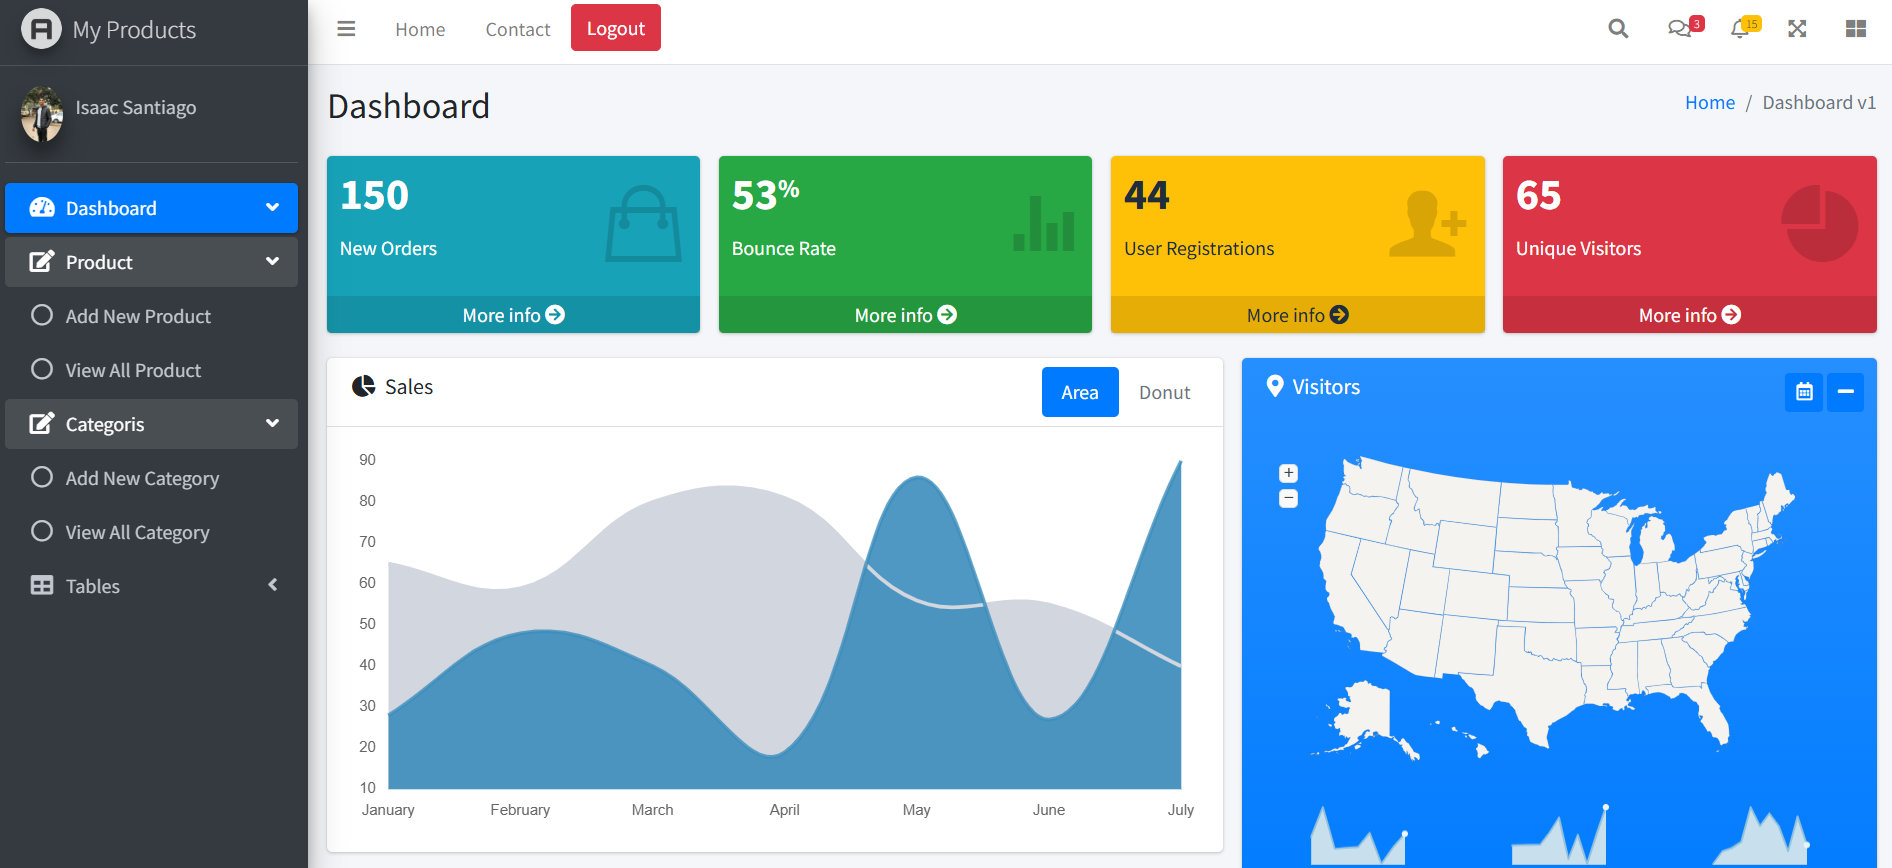 My Products
Home
Contact
Logout
3
15
Isaac Santiago
Dashboard
Product
Add New Product
View All Product
Categoris
Add New Category
View All Category
Tables
Dashboard
Home / Dashboard v1
150
New Orders
More info
53%
Bounce Rate
More info
44
User Registrations
More info
65
Unique Visitors
More info
Sales
Area
Donut
90
80
70
60
50
40
30
20
10
January February March April May June July
Visitors
+
−